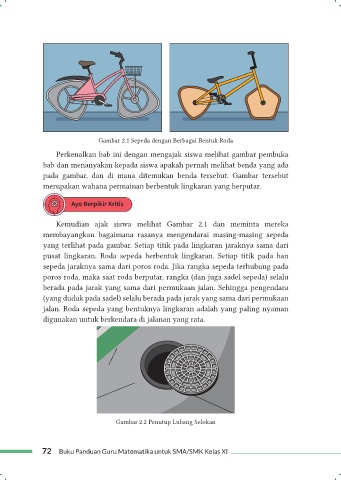 Gambar 2.1 Sepeda dengan Berbagai Bentuk Roda
Perkenalkan bab ini dengan mengajak siswa melihat gambar pembuka
bab dan menanyakan kepada siswa apakah pernah melihat benda yang ada
pada gambar, dan di mana ditemukan benda tersebut. Gambar tersebut
merupakan wahana permainan berbentuk lingkaran yang berputar.
Ayo Berpikir Kritis
Kemudian ajak siswa melihat Gambar 2.1 dan meminta mereka
membayangkan bagaimana rasanya mengendarai masing-masing sepeda
yang terlihat pada gambar. Setiap titik pada lingkaran jaraknya sama dari
pusat lingkaran. Roda sepeda berbentuk lingkaran. Setiap titik pada ban
sepeda jaraknya sama dari poros roda. Jika rangka sepeda terhubung pada
poros roda, maka saat roda berputar, rangka (dan juga sadel sepeda) selalu
berada pada jarak yang sama dari permukaan jalan. Sehingga pengendara
(yang duduk pada sadel) selalu berada pada jarak yang sama dari permukaan
jalan. Roda sepeda yang bentuknya lingkaran adalah yang paling nyaman
digunakan untuk berkendara di jalanan yang rata.
Gambar 2.2 Penutup Lubang Selokan
72 Buku Panduan Guru Matematika untuk SMA/SMK Kelas XI